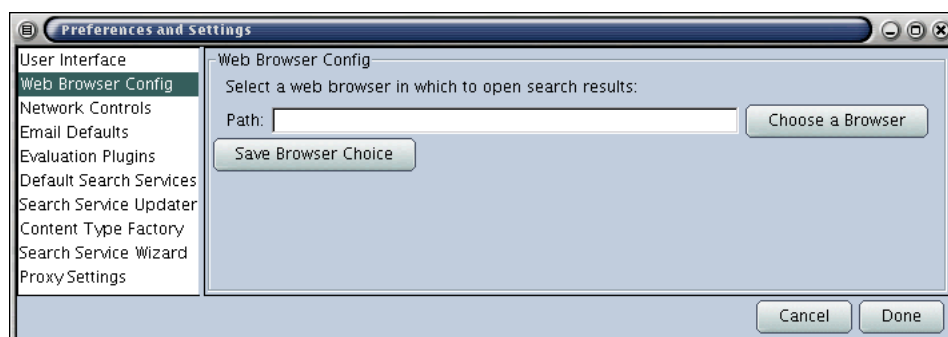 Preferences and Settings
User Interface
Web Browser Config
Network Controls
Email Defaults
Evaluation Plugins
Default Search Services
Search Service Updater
Content Type Factory
Search Service Wizard
Proxy Settings
Web Browser Config
Select a web browser in which to open search results:
Path: Choose a Browser
Save Browser Choice
Cancel Done